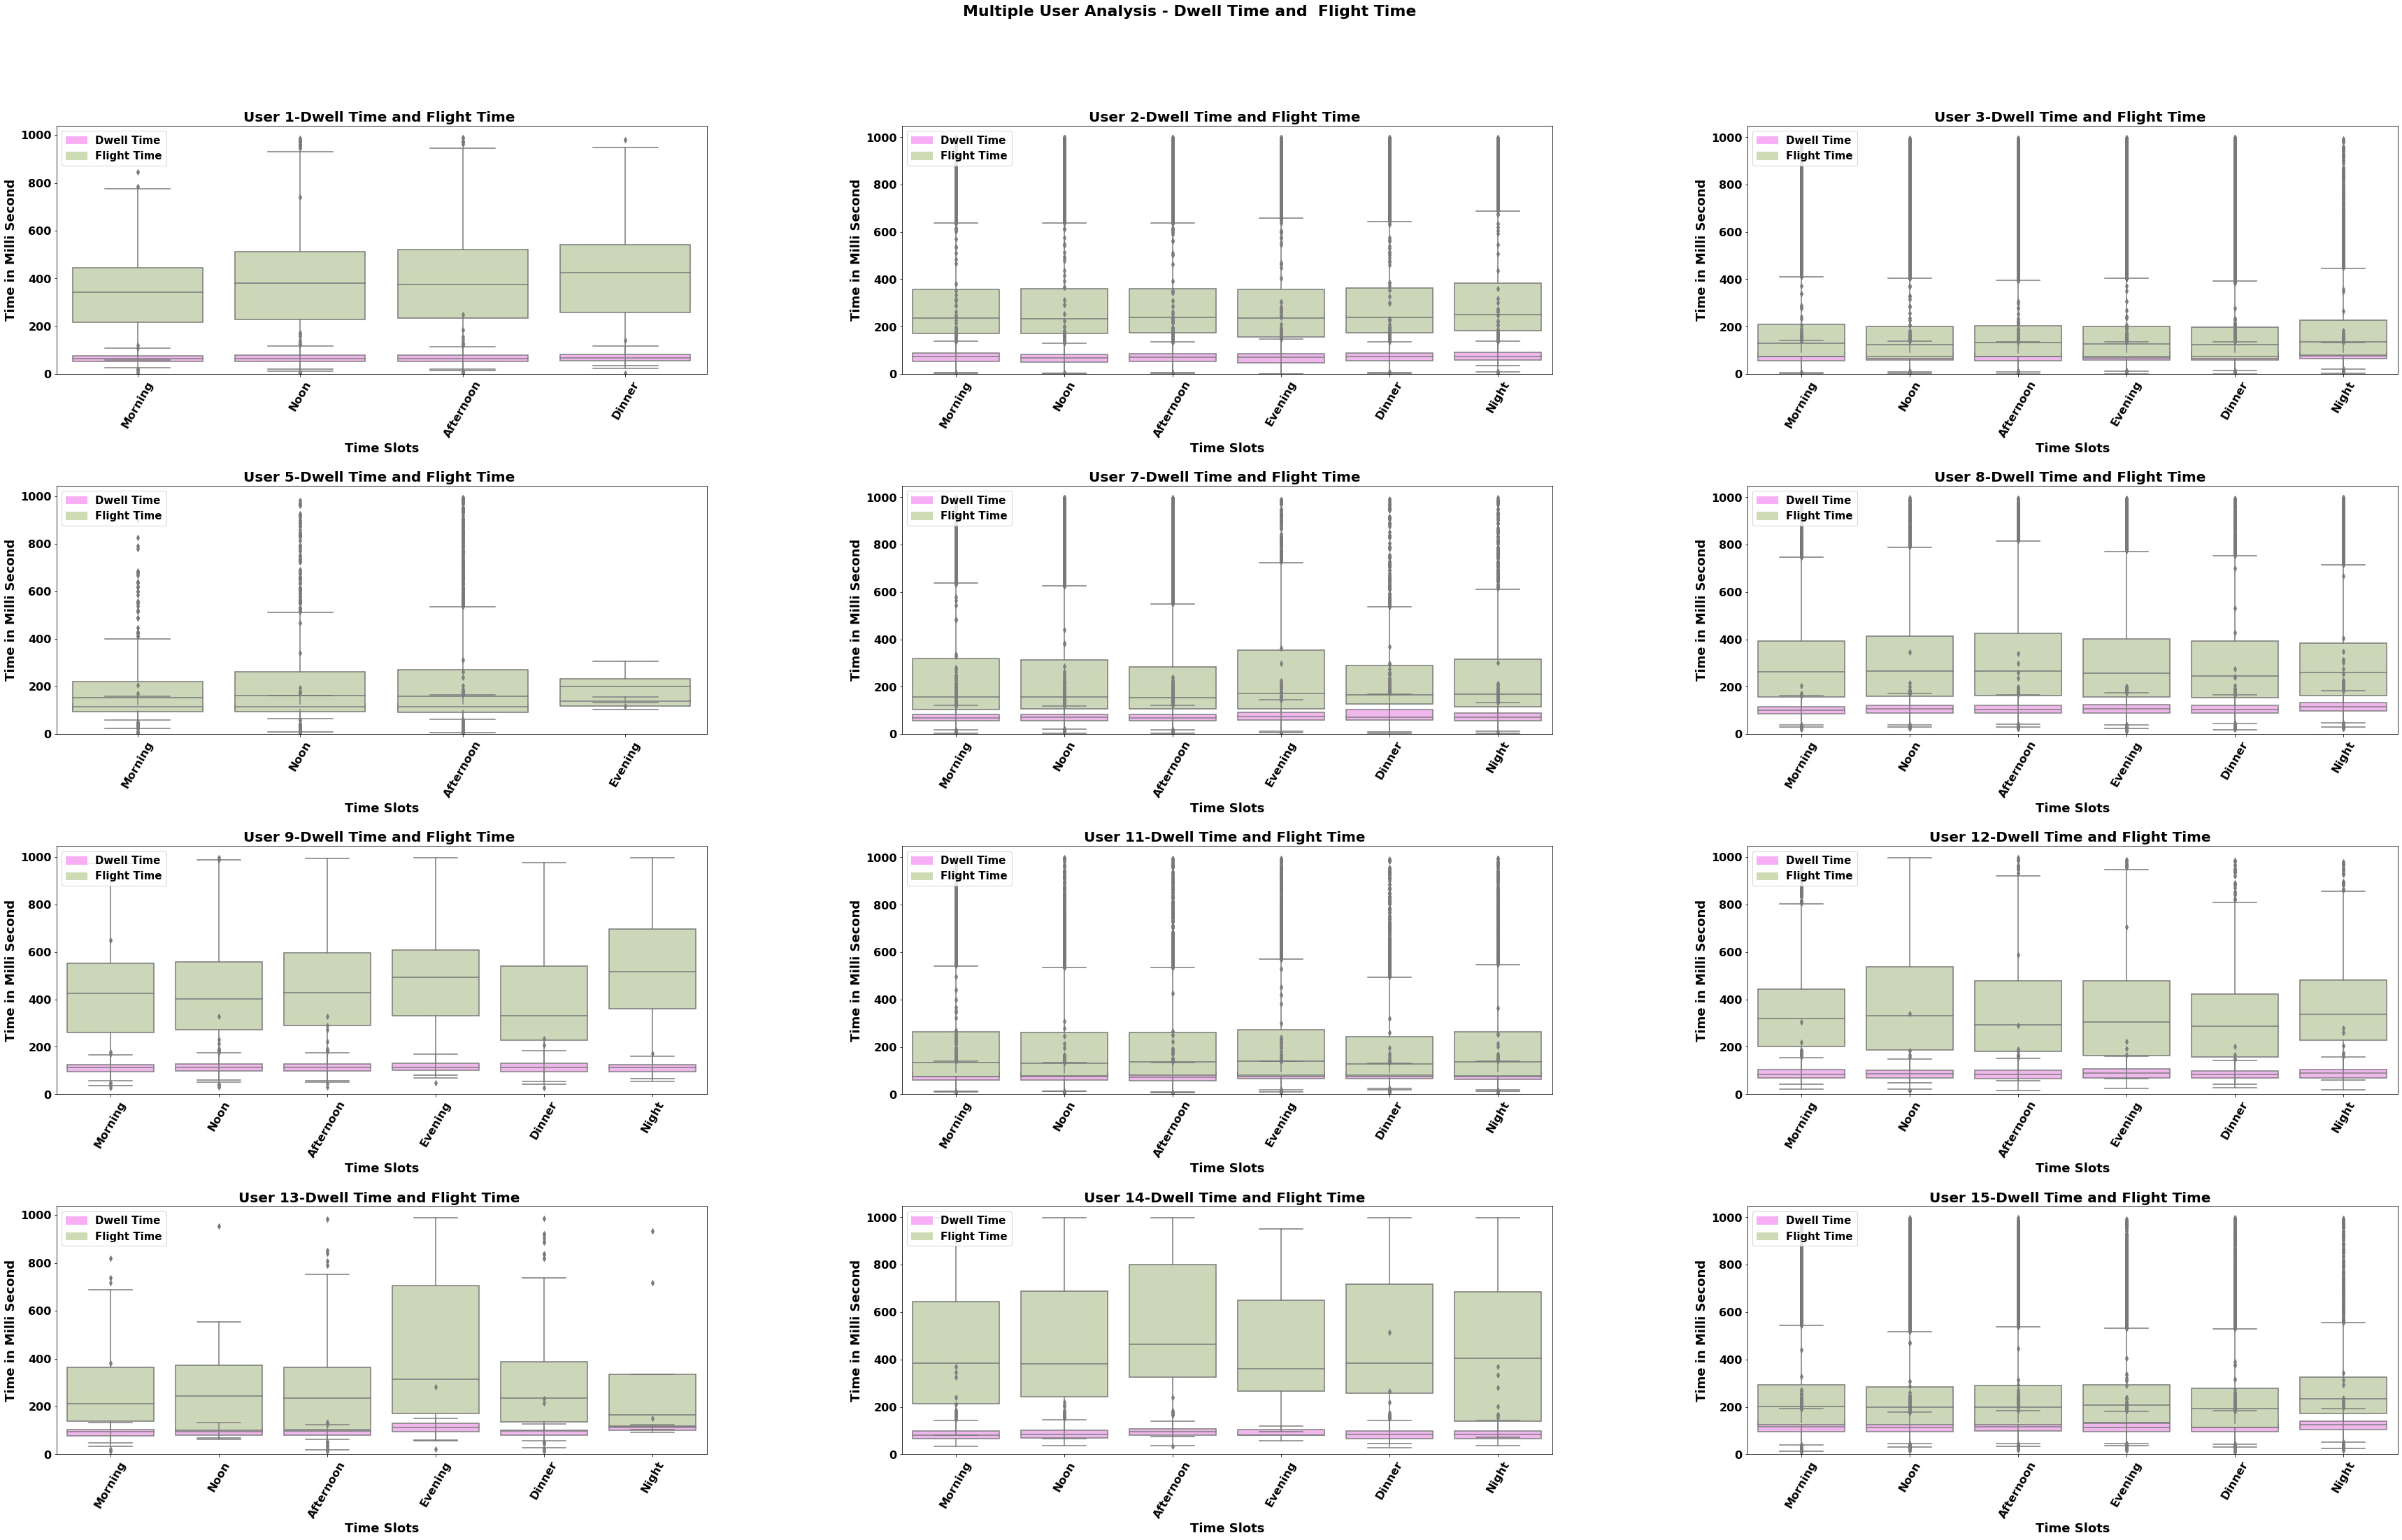 Multiple User Analysis - Dwell Time and  Flight Time
User 1-Dwell Time and Flight Time
Dwell Time
Flight Time
Time in Milli Second
1000
800
600
400
200
0
Morning
Noon
Afternoon
Dinner
Time Slots
User 2-Dwell Time and Flight Time
Dwell Time
Flight Time
Time in Milli Second
1000
800
600
400
200
0
Morning
Noon
Afternoon
Evening
Dinner
Night
Time Slots
User 3-Dwell Time and Flight Time
Dwell Time
Flight Time
Time in Milli Second
1000
800
600
400
200
0
Morning
Noon
Afternoon
Evening
Dinner
Night
Time Slots
User 5-Dwell Time and Flight Time
Dwell Time
Flight Time
Time in Milli Second
1000
800
600
400
200
0
Morning
Noon
Afternoon
Evening
Time Slots
User 7-Dwell Time and Flight Time
Dwell Time
Flight Time
Time in Milli Second
1000
800
600
400
200
0
Morning
Noon
Afternoon
Evening
Dinner
Night
Time Slots
User 8-Dwell Time and Flight Time
Dwell Time
Flight Time
Time in Milli Second
1000
800
600
400
200
0
Morning
Noon
Afternoon
Evening
Dinner
Night
Time Slots
User 9-Dwell Time and Flight Time
Dwell Time
Flight Time
Time in Milli Second
1000
800
600
400
200
0
Morning
Noon
Afternoon
Evening
Dinner
Night
Time Slots
User 11-Dwell Time and Flight Time
Dwell Time
Flight Time
Time in Milli Second
1000
800
600
400
200
0
Morning
Noon
Afternoon
Evening
Dinner
Night
Time Slots
User 12-Dwell Time and Flight Time
Dwell Time
Flight Time
Time in Milli Second
1000
800
600
400
200
0
Morning
Noon
Afternoon
Evening
Dinner
Night
Time Slots
User 13-Dwell Time and Flight Time
Dwell Time
Flight Time
Time in Milli Second
1000
800
600
400
200
0
Morning
Noon
Afternoon
Evening
Dinner
Night
Time Slots
User 14-Dwell Time and Flight Time
Dwell Time
Flight Time
Time in Milli Second
1000
800
600
400
200
0
Morning
Noon
Afternoon
Evening
Dinner
Night
Time Slots
User 15-Dwell Time and Flight Time
Dwell Time
Flight Time
Time in Milli Second
1000
800
600
400
200
0
Morning
Noon
Afternoon
Evening
Dinner
Night
Time Slots